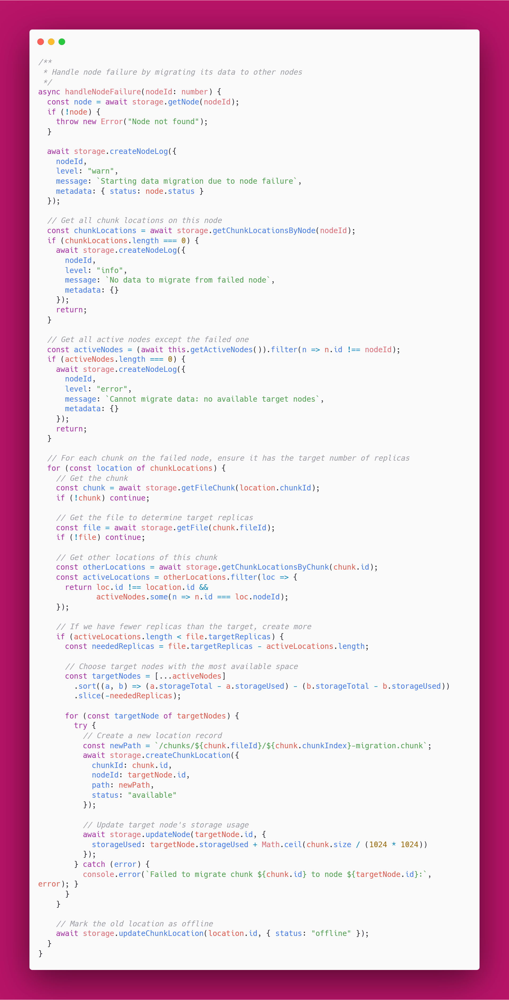 /**
 * Handle node failure by migrating its data to other nodes
 */
async handleNodeFailure(nodeId: number) {
  const node = await storage.getNode(nodeId);
  if (!node) {
    throw new Error("Node not found");
  }

  await storage.createNodeLog({
    nodeId,
    level: "warn",
    message: `Starting data migration due to node failure`,
    metadata: { status: node.status }
  });

  // Get all chunk locations on this node
  const chunkLocations = await storage.getChunkLocationsByNode(nodeId);
  if (chunkLocations.length === 0) {
    await storage.createNodeLog({
      nodeId,
      level: "info",
      message: `No data to migrate from failed node`,
      metadata: {}
    });
    return;
  }

  // Get all active nodes except the failed one
  const activeNodes = (await this.getActiveNodes()).filter(n => n.id !== nodeId);
  if (activeNodes.length === 0) {
    await storage.createNodeLog({
      nodeId,
      level: "error",
      message: `Cannot migrate data: no available target nodes`,
      metadata: {}
    });
    return;
  }

  // For each chunk on the failed node, ensure it has the target number of replicas
  for (const location of chunkLocations) {
    // Get the chunk
    const chunk = await storage.getFileChunk(location.chunkId);
    if (!chunk) continue;

    // Get the file to determine target replicas
    const file = await storage.getFile(chunk.fileId);
    if (!file) continue;

    // Get other locations of this chunk
    const otherLocations = await storage.getChunkLocationsByChunk(chunk.id);
    const activeLocations = otherLocations.filter(loc => {
      return loc.id !== location.id &&
             activeNodes.some(n => n.id === loc.nodeId);
    });

    // If we have fewer replicas than the target, create more
    if (activeLocations.length < file.targetReplicas) {
      const neededReplicas = file.targetReplicas - activeLocations.length;

      // Choose target nodes with the most available space
      const targetNodes = [...activeNodes]
        .sort((a, b) => (a.storageTotal - a.storageUsed) - (b.storageTotal - b.storageUsed))
        .slice(-neededReplicas);

      for (const targetNode of targetNodes) {
        try {
          // Create a new location record
          const newPath = `/chunks/${chunk.fileId}/${chunk.chunkIndex}-migration.chunk`;
          await storage.createChunkLocation({
            chunkId: chunk.id,
            nodeId: targetNode.id,
            path: newPath,
            status: "available"
          });

          // Update target node's storage usage
          await storage.updateNode(targetNode.id, {
            storageUsed: targetNode.storageUsed + Math.ceil(chunk.size / (1024 * 1024))
          });
        } catch (error) {
          console.error(`Failed to migrate chunk ${chunk.id} to node ${targetNode.id}:`,
error); }
      }
    }

    // Mark the old location as offline
    await storage.updateChunkLocation(location.id, { status: "offline" });
  }
}